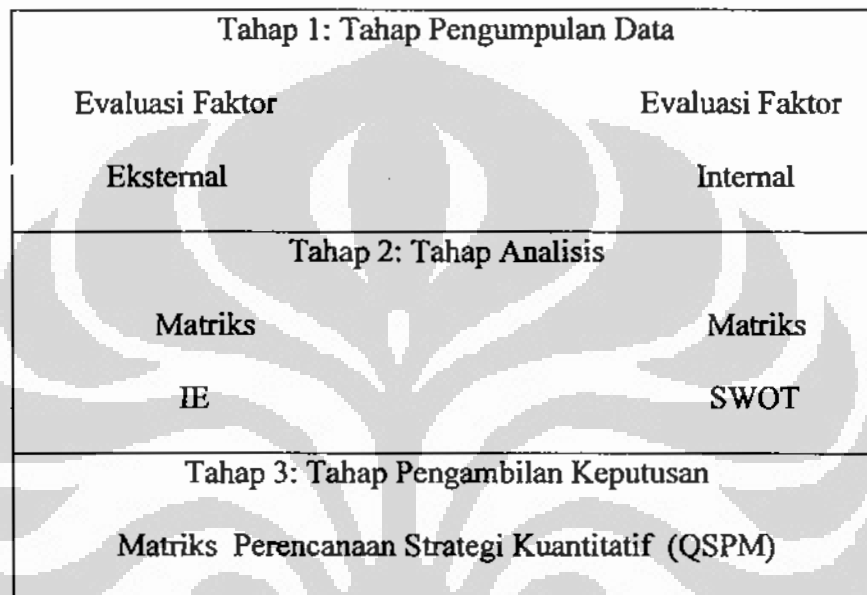 Tahap 1: Tahap Pengumpulan Data
Evaluasi Faktor Evaluasi Faktor
Eksternal Internal
Tahap 2: Tahap Analisis
Matriks Matriks
IE SWOT
Tahap 3: Tahap Pengambilan Keputusan
Matriks Perencanaan Strategi Kuantitatif (QSPM)